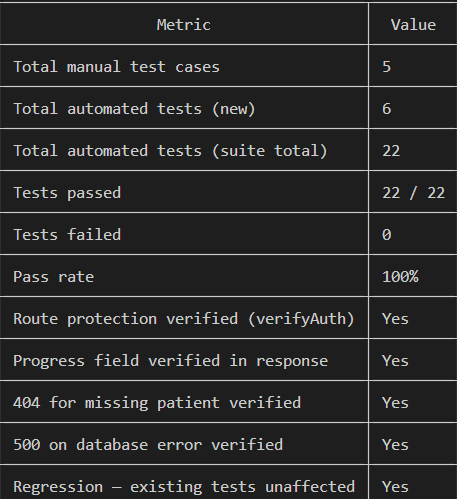 Metric Value
Total manual test cases 5
Total automated tests (new) 6
Total automated tests (suite total) 22
Tests passed 22 / 22
Tests failed 0
Pass rate 100%
Route protection verified (verifyAuth) Yes
Progress field verified in response Yes
404 for missing patient verified Yes
500 on database error verified Yes
Regression — existing tests unaffected Yes